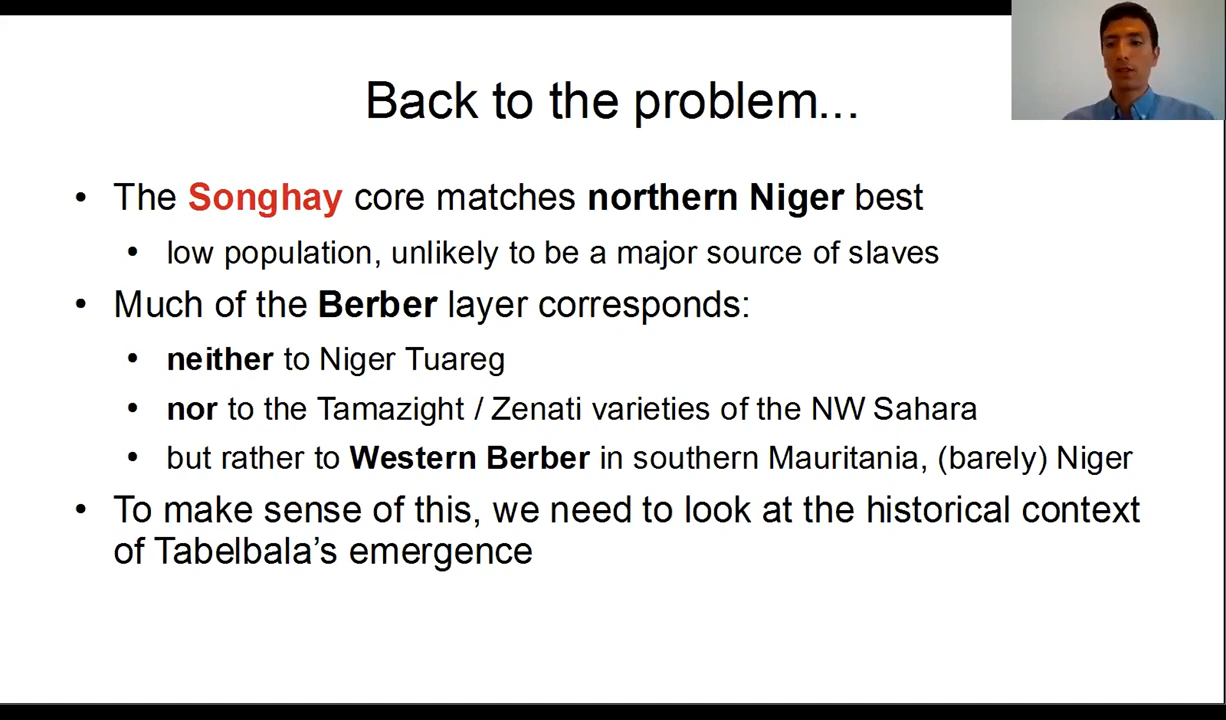 Back to the problem...
• The Songhay core matches northern Niger best
• low population, unlikely to be a major source of slaves
• Much of the Berber layer corresponds:
• neither to Niger Tuareg
• nor to the Tamazight / Zenati varieties of the NW Sahara
• but rather to Western Berber in southern Mauritania, (barely) Niger
• To make sense of this, we need to look at the historical context
of Tabelbala’s emergence